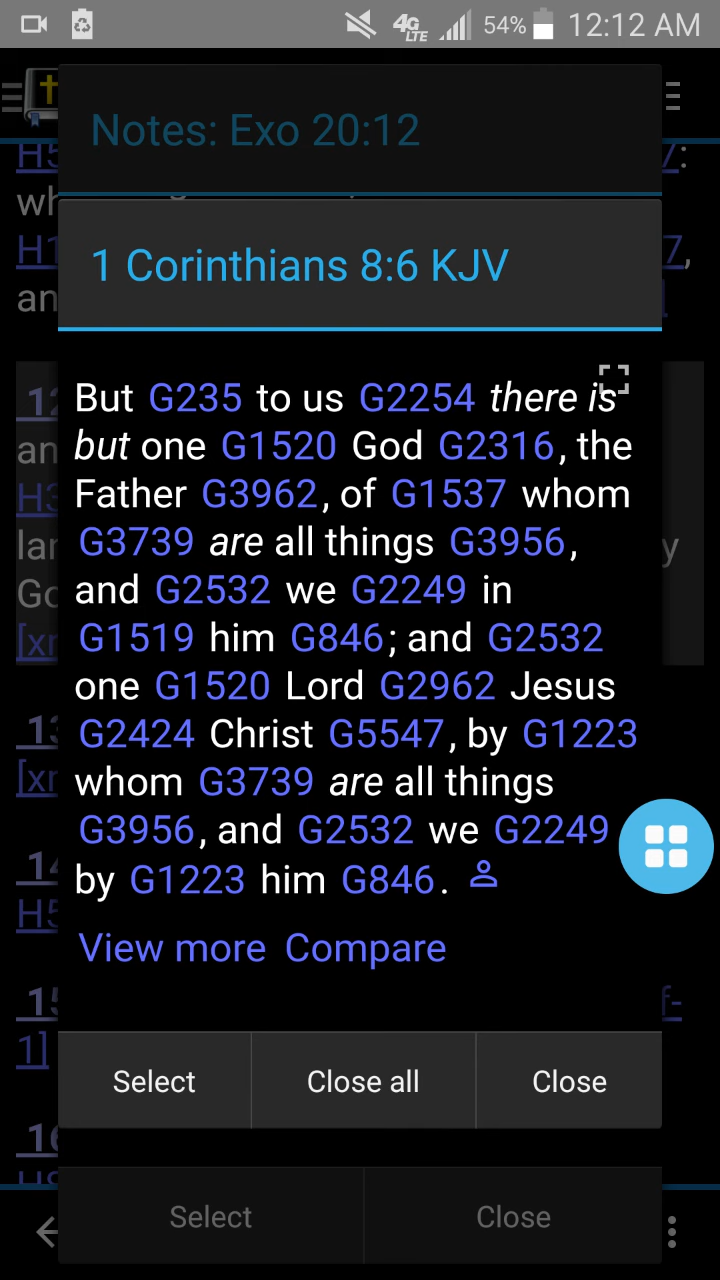 4G LTE 54% 12:12 AM
Notes: Exo 20:12
1 Corinthians 8:6 KJV
But G235 to us G2254 there is
but one G1520 God G2316, the
Father G3962, of G1537 whom
G3739 are all things G3956,
and G2532 we G2249 in
G1519 him G846; and G2532
one G1520 Lord G2962 Jesus
G2424 Christ G5547, by G1223
whom G3739 are all things
G3956, and G2532 we G2249
by G1223 him G846.
View more Compare
Select Close all Close
Select Close